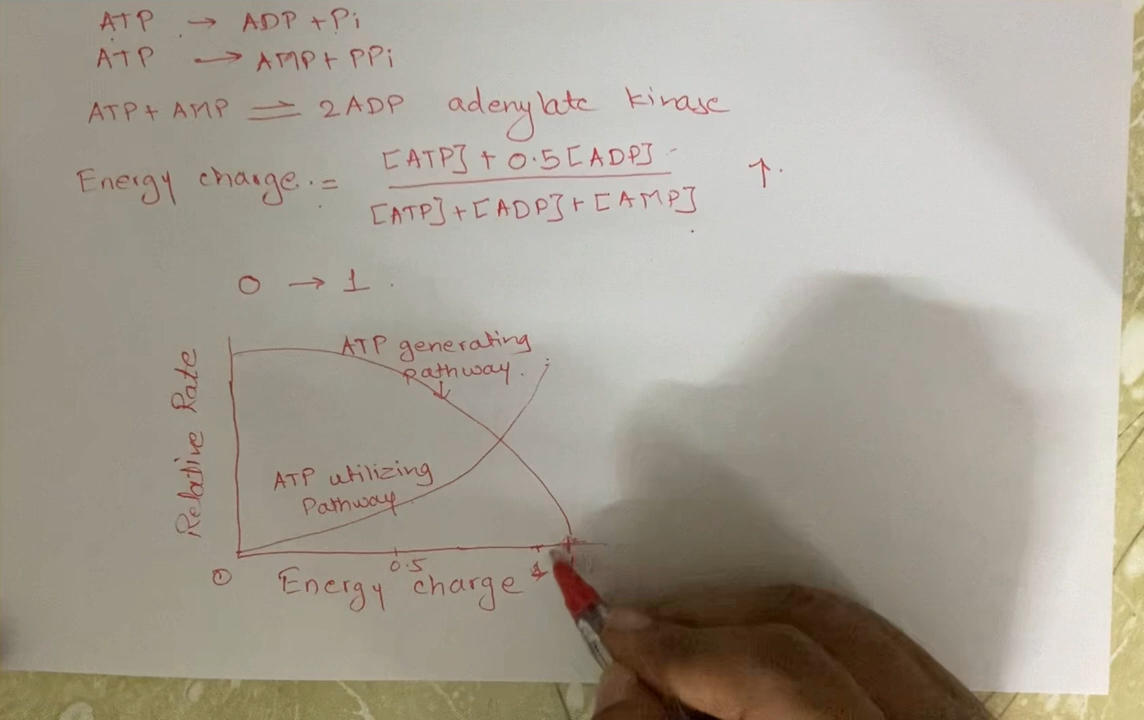 ATP → ADP + Pi
ATP → AMP + PPi
ATP + AMP ⇌ 2ADP adenylate kinase
Energy charge = [ATP] + 0.5 [ADP] ↑
[ATP] + [ADP] + [AMP]
0 → 1
ATP generating
pathway
Relative Rate
ATP utilizing
Pathway
0.5
0
Energy charge